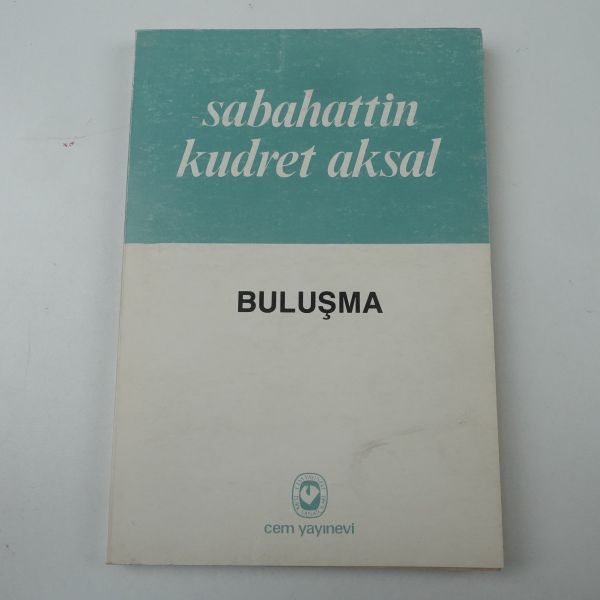 sabahattin
kudret aksal
BULUŞMA
cem yayınevi